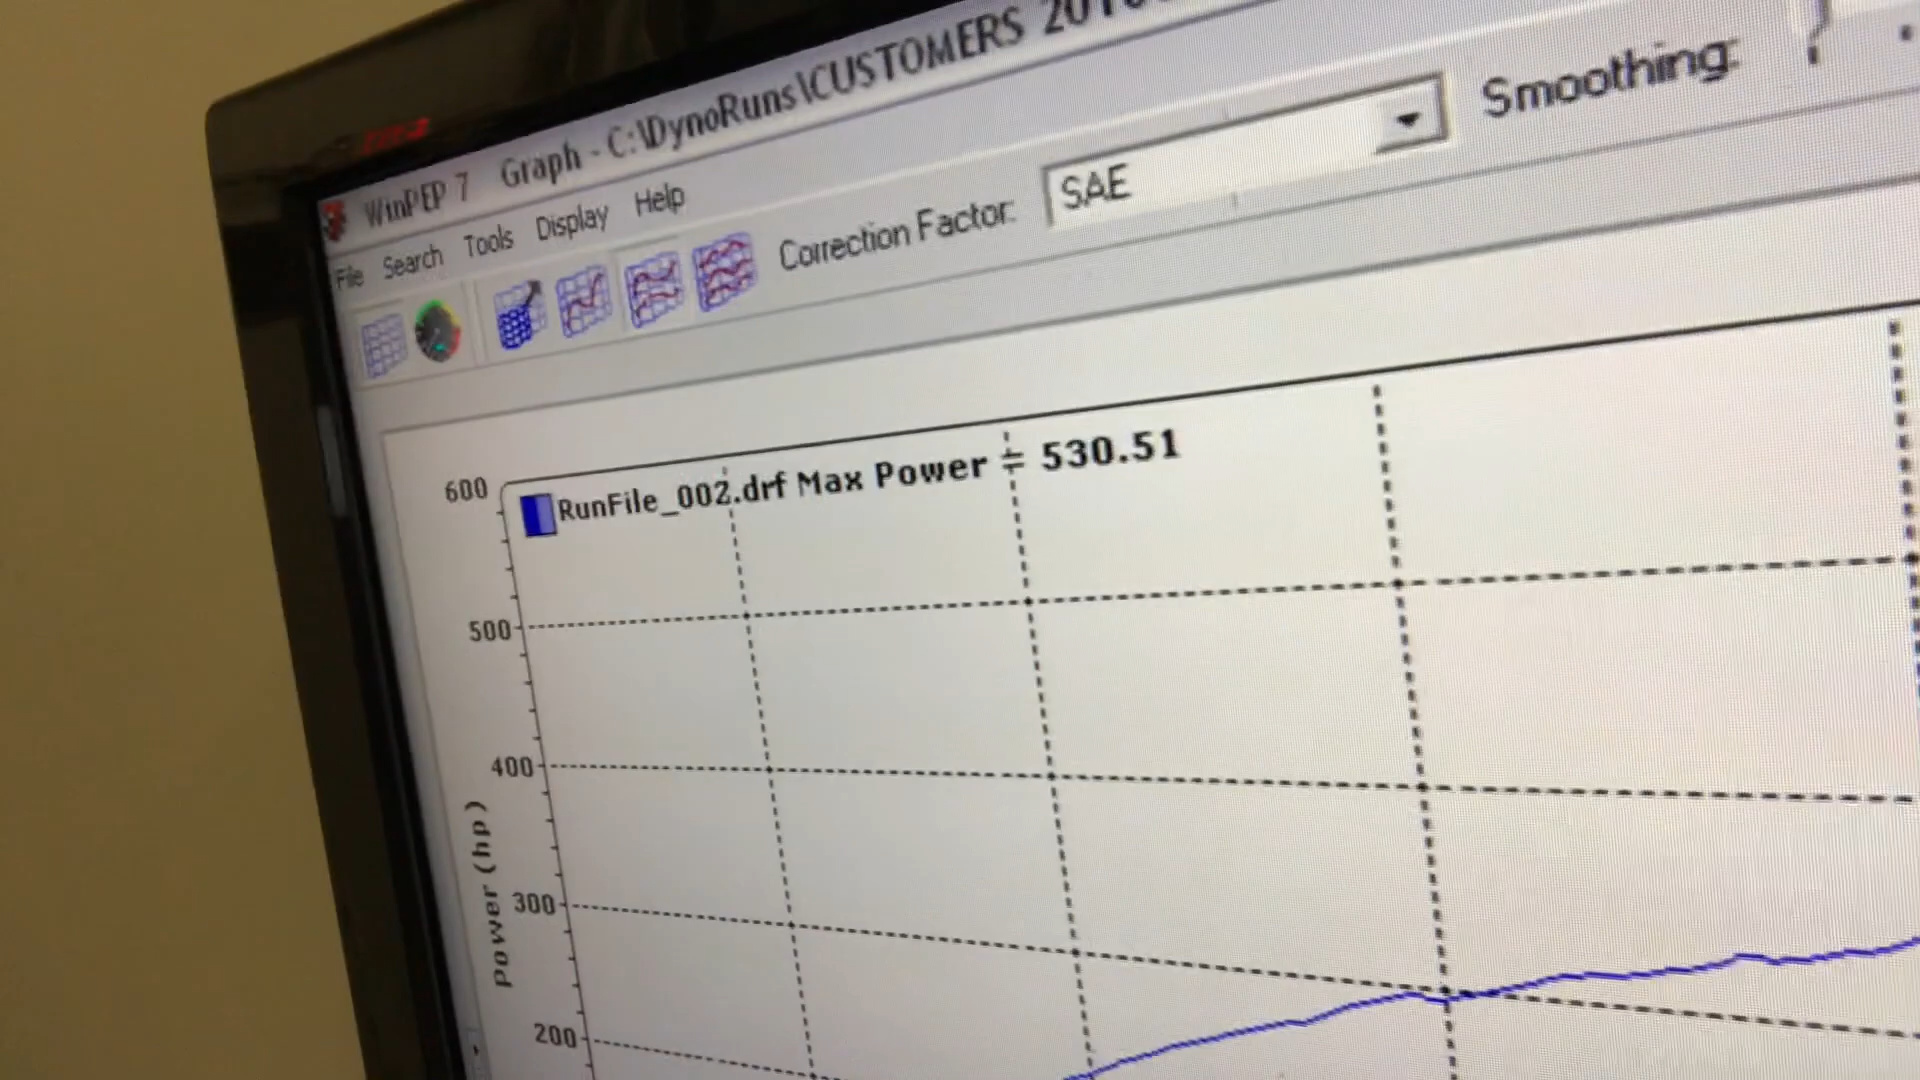 WinPEP 7 Graph - C:\DynoRuns\CUSTOMERS
File Search Tools Display Help
Correction Factor: SAE Smoothing:
RunFile_002.drf Max Power = 530.51
600
500
400
300
200
Power (hp)